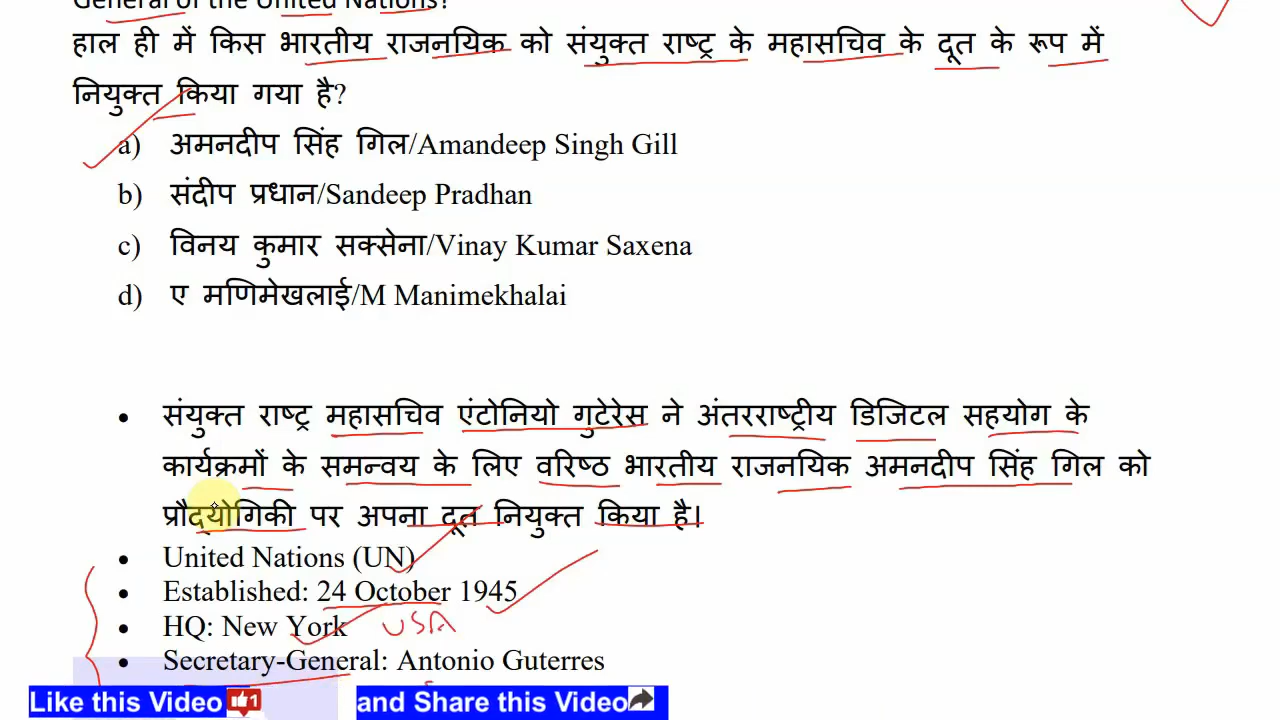 General of the United Nations?
हाल ही में किस भारतीय राजनयिक को संयुक्त राष्ट्र के महासचिव के दूत के रूप में
नियुक्त किया गया है?
a) अमनदीप सिंह गिल/Amandeep Singh Gill
b) संदीप प्रधान/Sandeep Pradhan
c) विनय कुमार सक्सेना/Vinay Kumar Saxena
d) ए मणिमेखलाई/M Manimekhalai
• संयुक्त राष्ट्र महासचिव एंटोनियो गुटेरेस ने अंतरराष्ट्रीय डिजिटल सहयोग के
कार्यक्रमों के समन्वय के लिए वरिष्ठ भारतीय राजनयिक अमनदीप सिंह गिल को
प्रौद्योगिकी पर अपना दूत नियुक्त किया है।
• United Nations (UN)
• Established: 24 October 1945
• HQ: New York USA
• Secretary-General: Antonio Guterres
Like this Video 1 and Share this Video